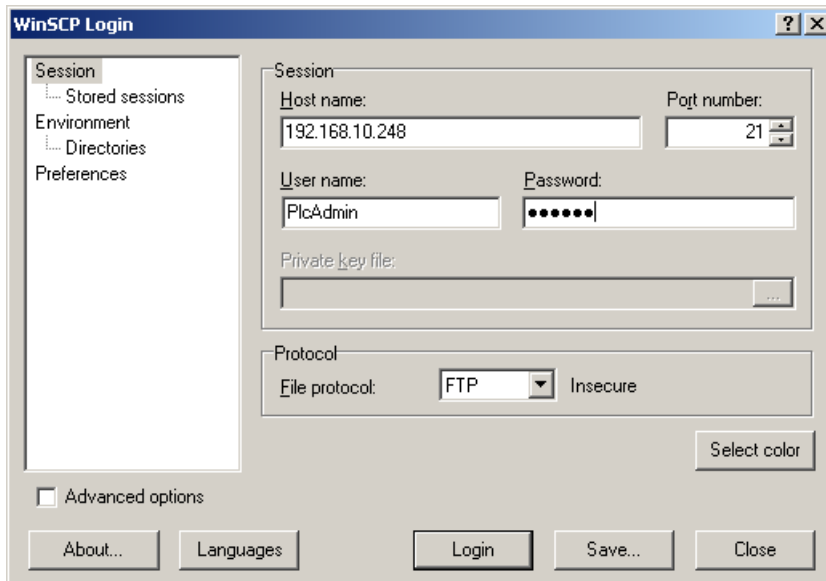 WinSCP Login
Session
Stored sessions
Environment
Directories
Preferences
Session
Host name: Port number:
192.168.10.248 21
User name: Password:
PlcAdmin ●●●●●●
Private key file:
...
Protocol
File protocol: FTP Insecure
Select color
Advanced options
About... Languages Login Save... Close